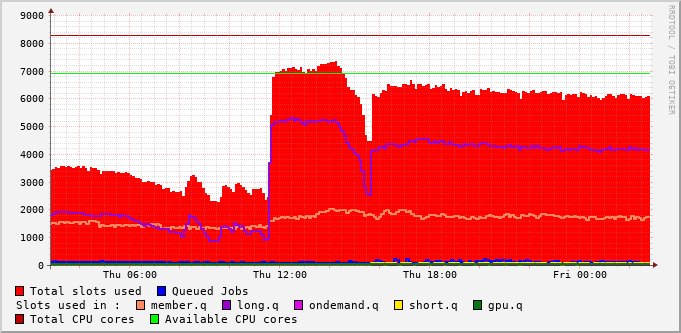 9000
8000
7000
6000
5000
4000
3000
2000
1000
0
Thu 06:00 Thu 12:00 Thu 18:00 Fri 00:00
RRDTOOL / TOBI OETIKER
Total slots used Queued Jobs
Slots used in : member.q long.q ondemand.q short.q gpu.q
Total CPU cores Available CPU cores